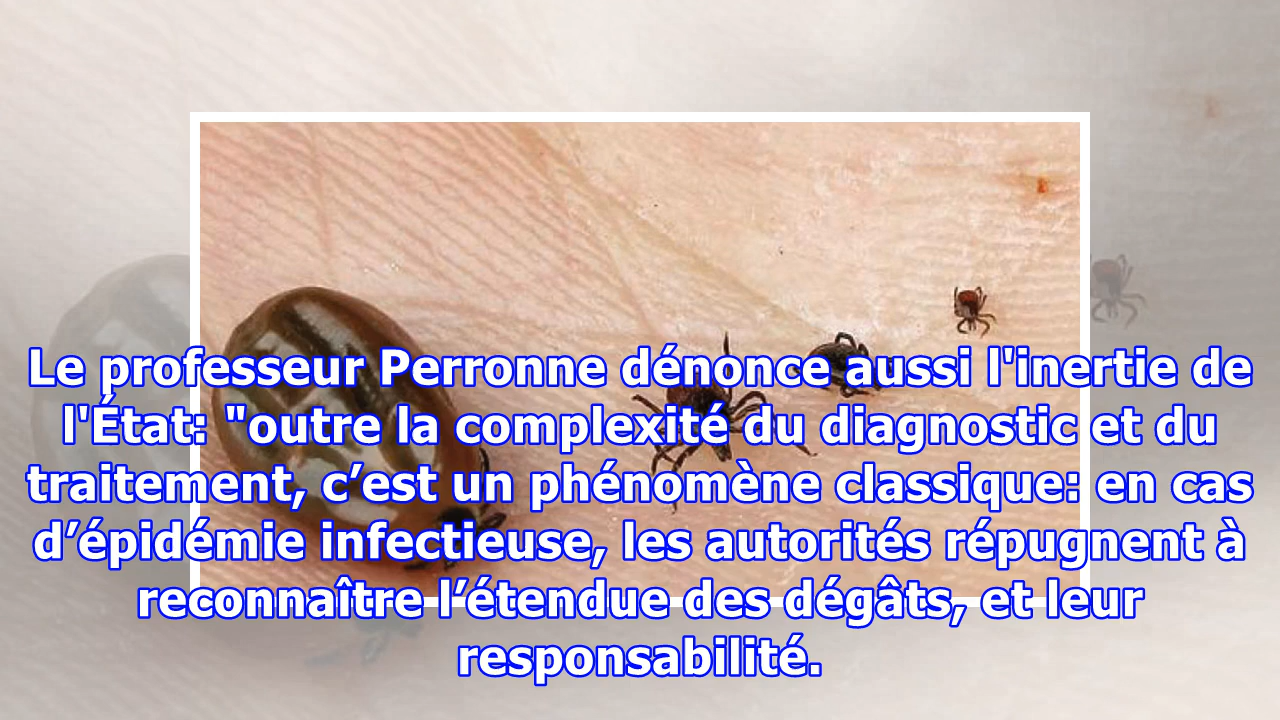 Le professeur Perronne dénonce aussi l'inertie de
l'État: "outre la complexité du diagnostic et du
traitement, c’est un phénomène classique: en cas
d’épidémie infectieuse, les autorités répugnent à
reconnaître l’étendue des dégâts, et leur
responsabilité.